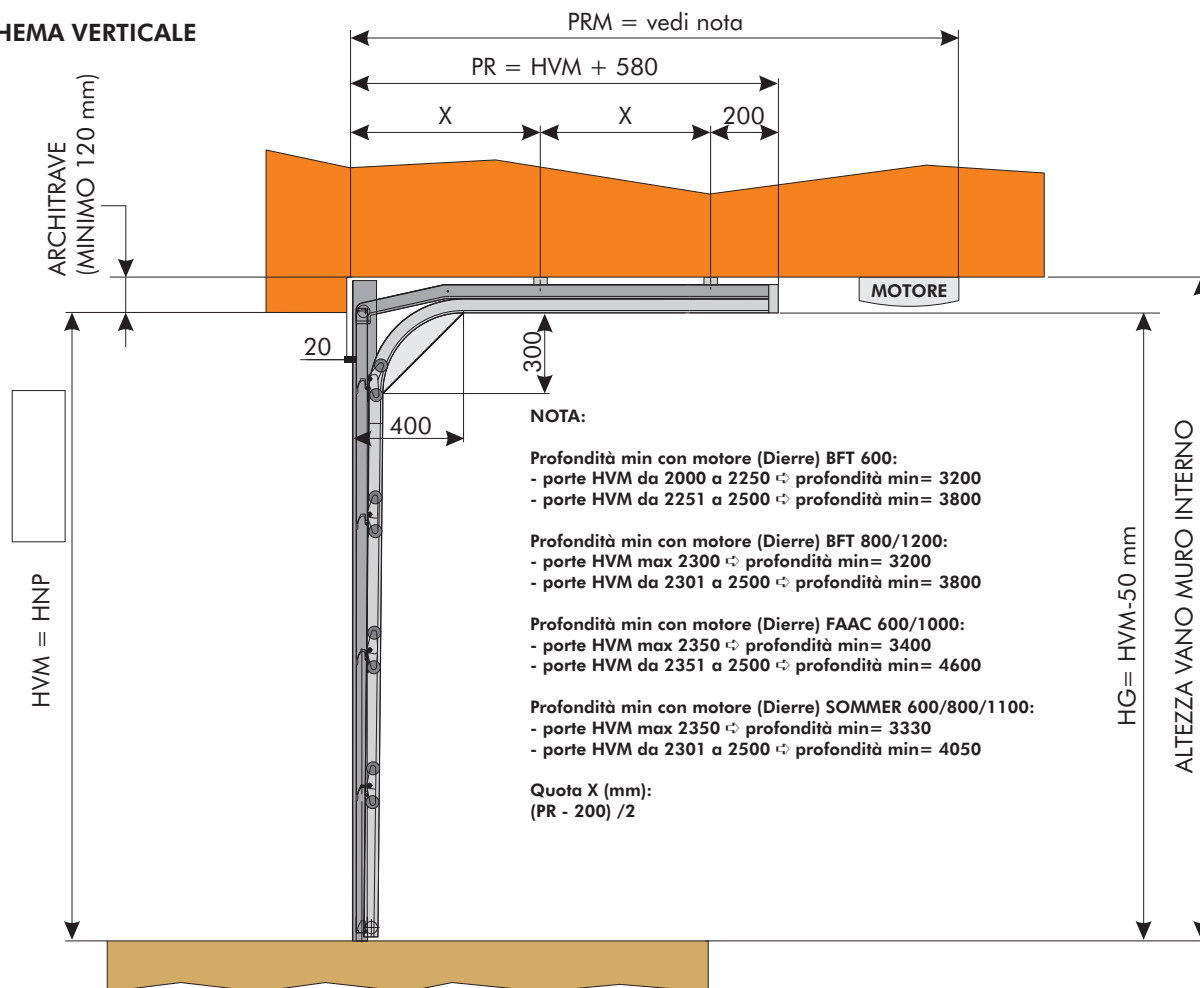 HEMA VERTICALE
PRM = vedi nota
PR = HVM + 580
X
X
200
ARCHITRAVE
(MINIMO 120 mm)
MOTORE
20
300
400
NOTA:
Profondità min con motore (Dierre) BFT 600:
- porte HVM da 2000 a 2250 ➪ profondità min= 3200
- porte HVM da 2251 a 2500 ➪ profondità min= 3800
Profondità min con motore (Dierre) BFT 800/1200:
- porte HVM max 2300 ➪ profondità min= 3200
- porte HVM da 2301 a 2500 ➪ profondità min= 3800
Profondità min con motore (Dierre) FAAC 600/1000:
- porte HVM max 2350 ➪ profondità min= 3400
- porte HVM da 2351 a 2500 ➪ profondità min= 4600
Profondità min con motore (Dierre) SOMMER 600/800/1100:
- porte HVM max 2350 ➪ profondità min= 3330
- porte HVM da 2301 a 2500 ➪ profondità min= 4050
Quota X (mm):
(PR - 200) /2
HVM = HNP
HG= HVM-50 mm
ALTEZZA VANO MURO INTERNO